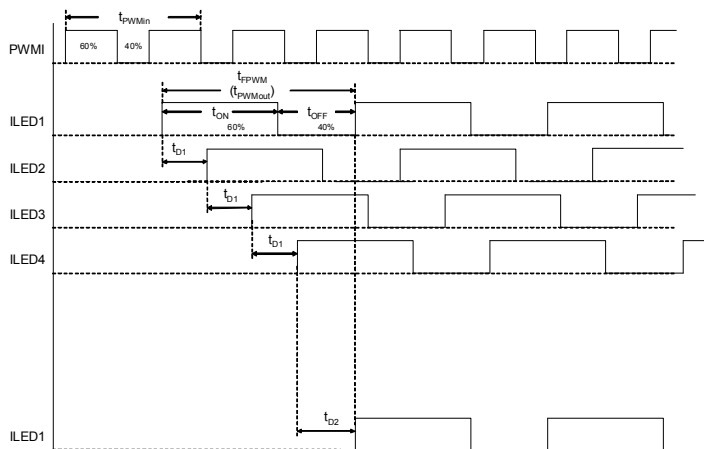 tPWMin
PWMI
60%
40%
tFPWM
(tPWMout)
ILED1
tON
tOFF
60%
40%
tD1
ILED2
tD1
ILED3
tD1
ILED4
tD2
ILED1